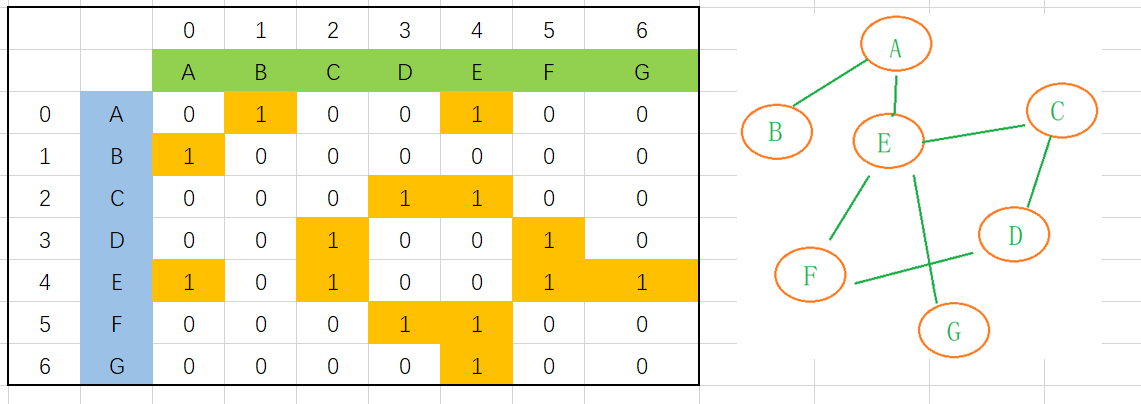 0 1 2 3 4 5 6
A B C D E F G
0 A 0 1 0 0 1 0 0
1 B 1 0 0 0 0 0 0
2 C 0 0 0 1 1 0 0
3 D 0 0 1 0 0 1 0
4 E 1 0 1 0 0 1 1
5 F 0 0 0 1 1 0 0
6 G 0 0 0 0 1 0 0
A
B
E
C
D
F
G